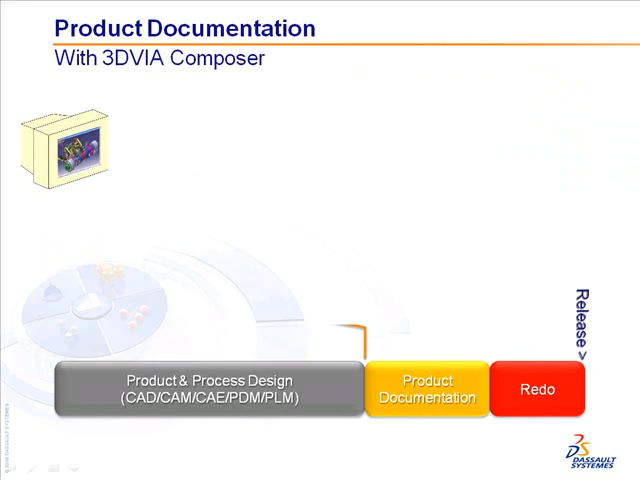 Product Documentation
With 3DVIA Composer
Release >
Product & Process Design
(CAD/CAM/CAE/PDM/PLM)
Product
Documentation
Redo
DASSAULT
SYSTEMES